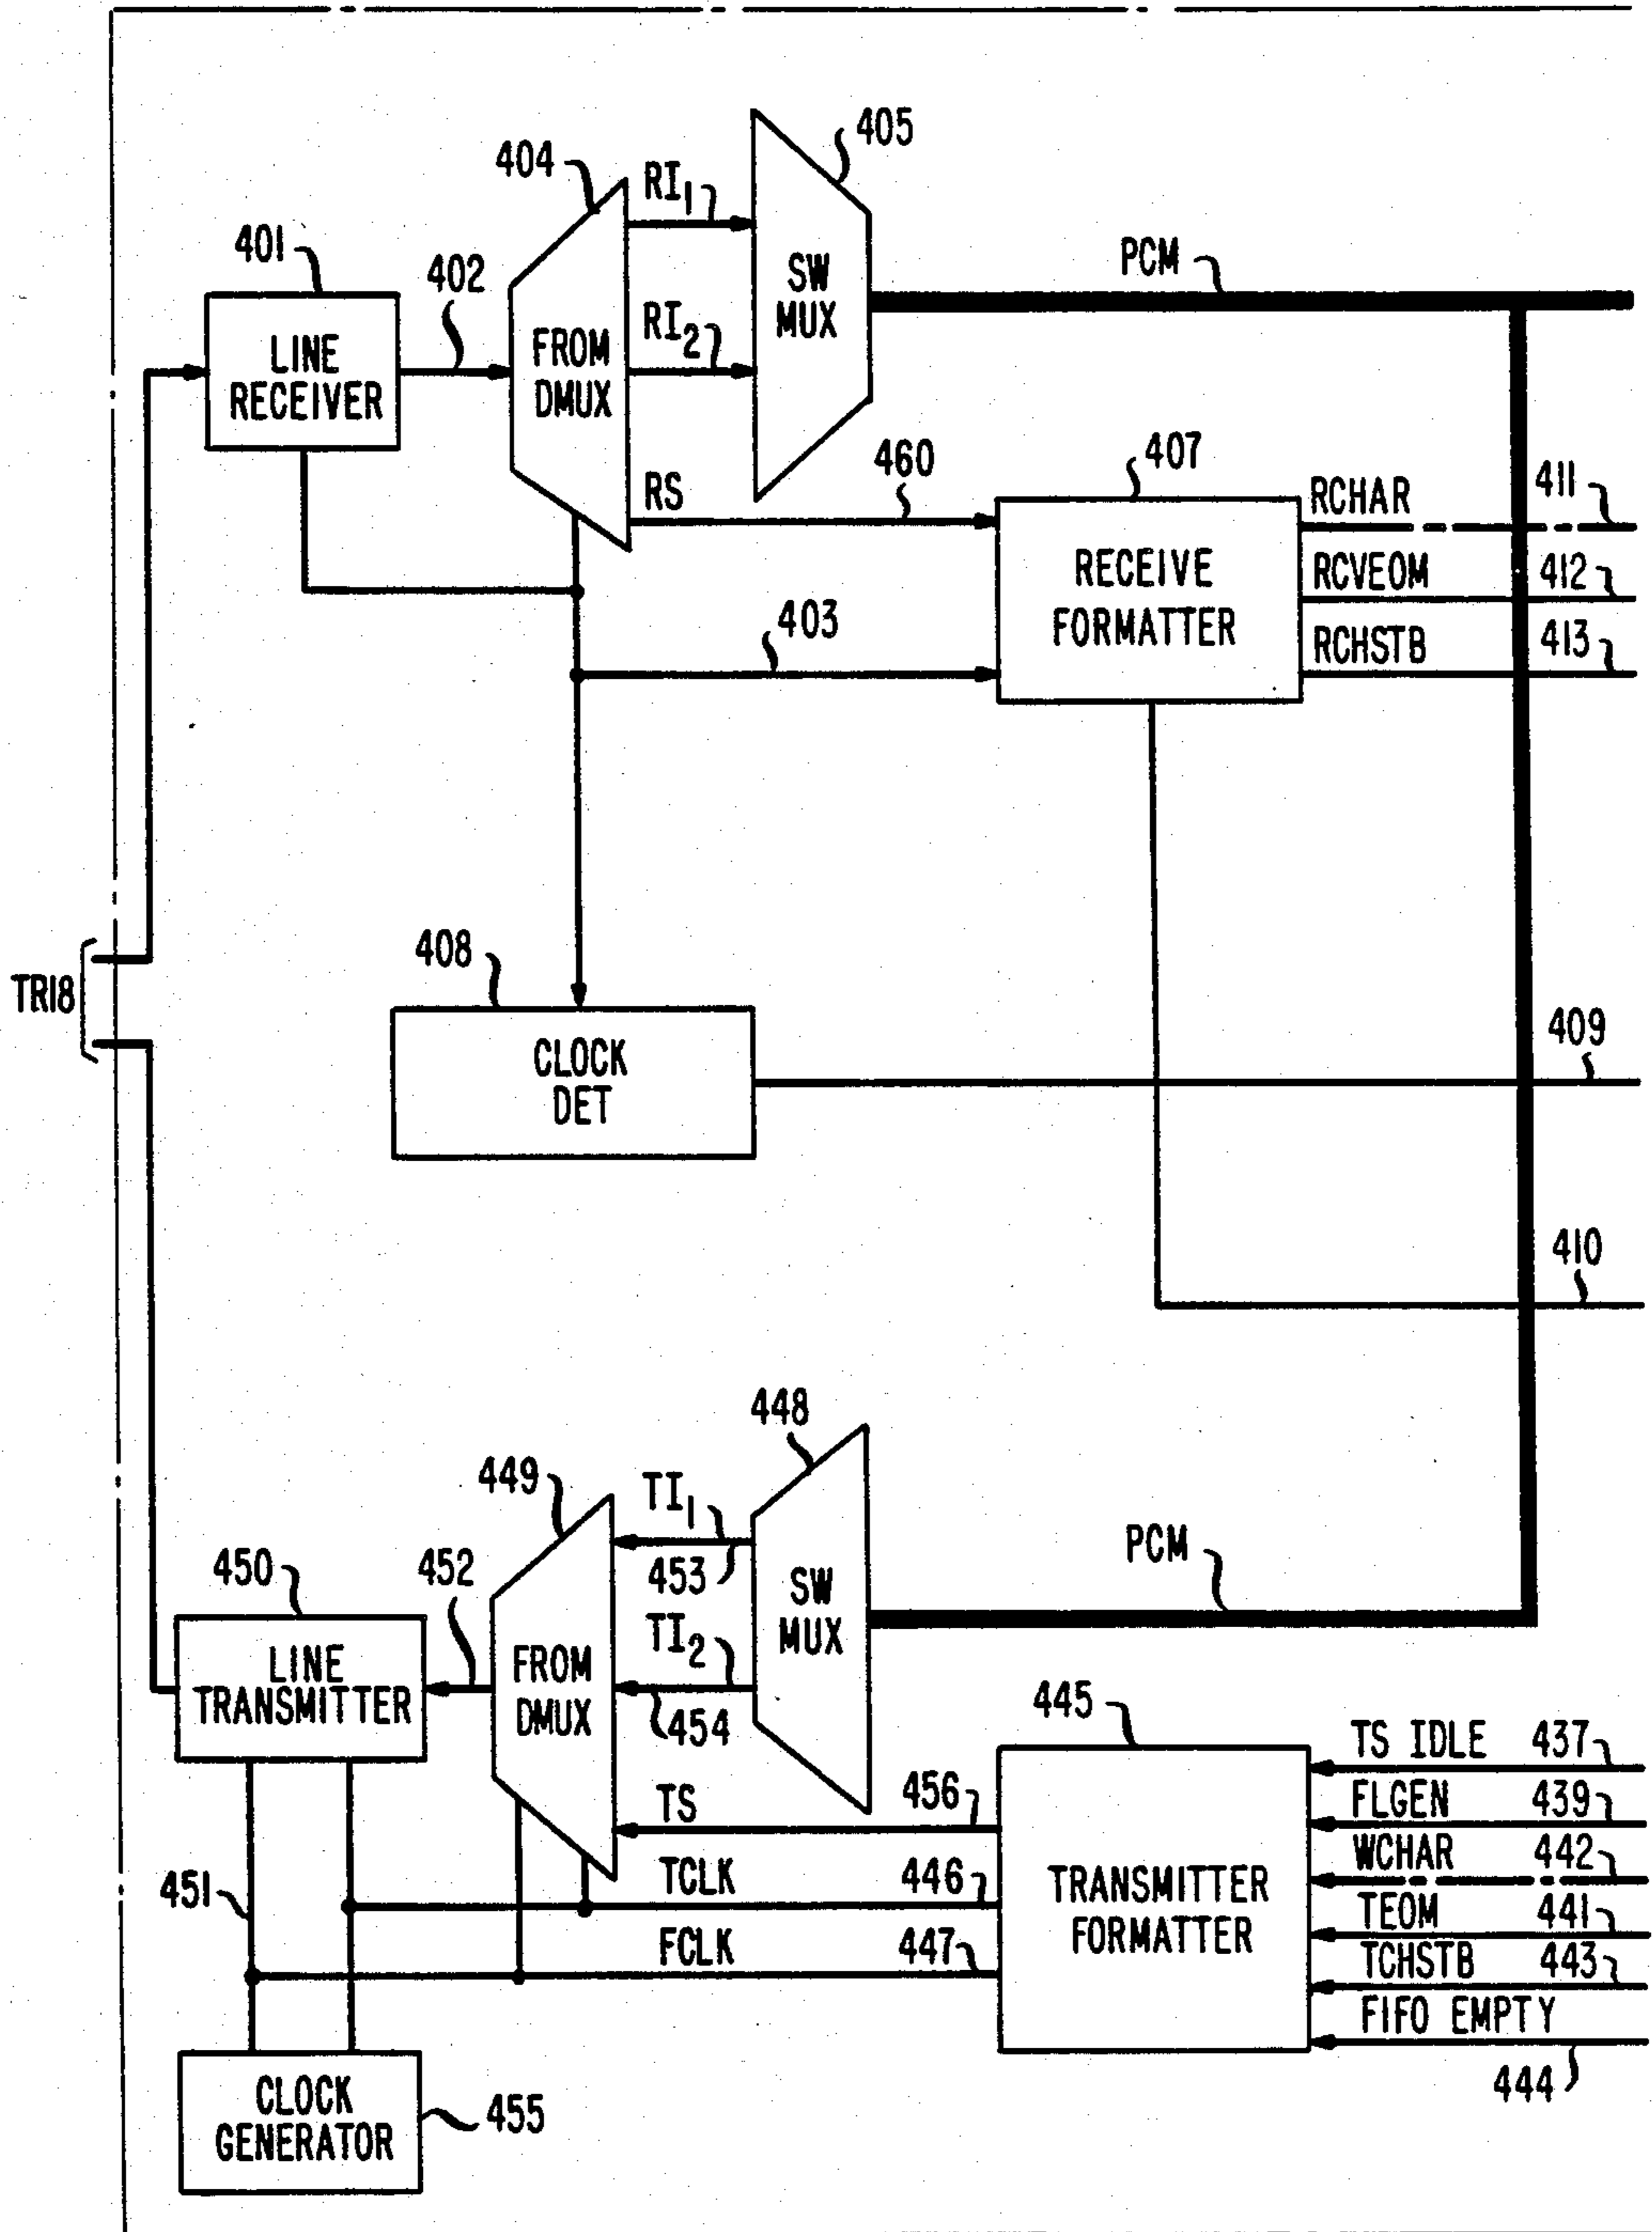 405
404
RI1
401
402
SW
MUX
PCM
LINE
RECEIVER
FROM
DMUX
RI2
RS
460
407
RCHAR
411
RECEIVE
FORMATTER
RCVEOM
412
403
RCHSTB
413
408
TRI8
CLOCK
DET
409
410
448
449
TI1
453
450
452
SW
MUX
PCM
LINE
TRANSMITTER
FROM
DMUX
TI2
454
445
TS IDLE
437
TS
456
FLGEN
439
451
TCLK
446
TRANSMITTER
FORMATTER
WCHAR
442
TEOM
441
FCLK
447
TCHSTB
443
FIFO EMPTY
444
CLOCK
GENERATOR
455